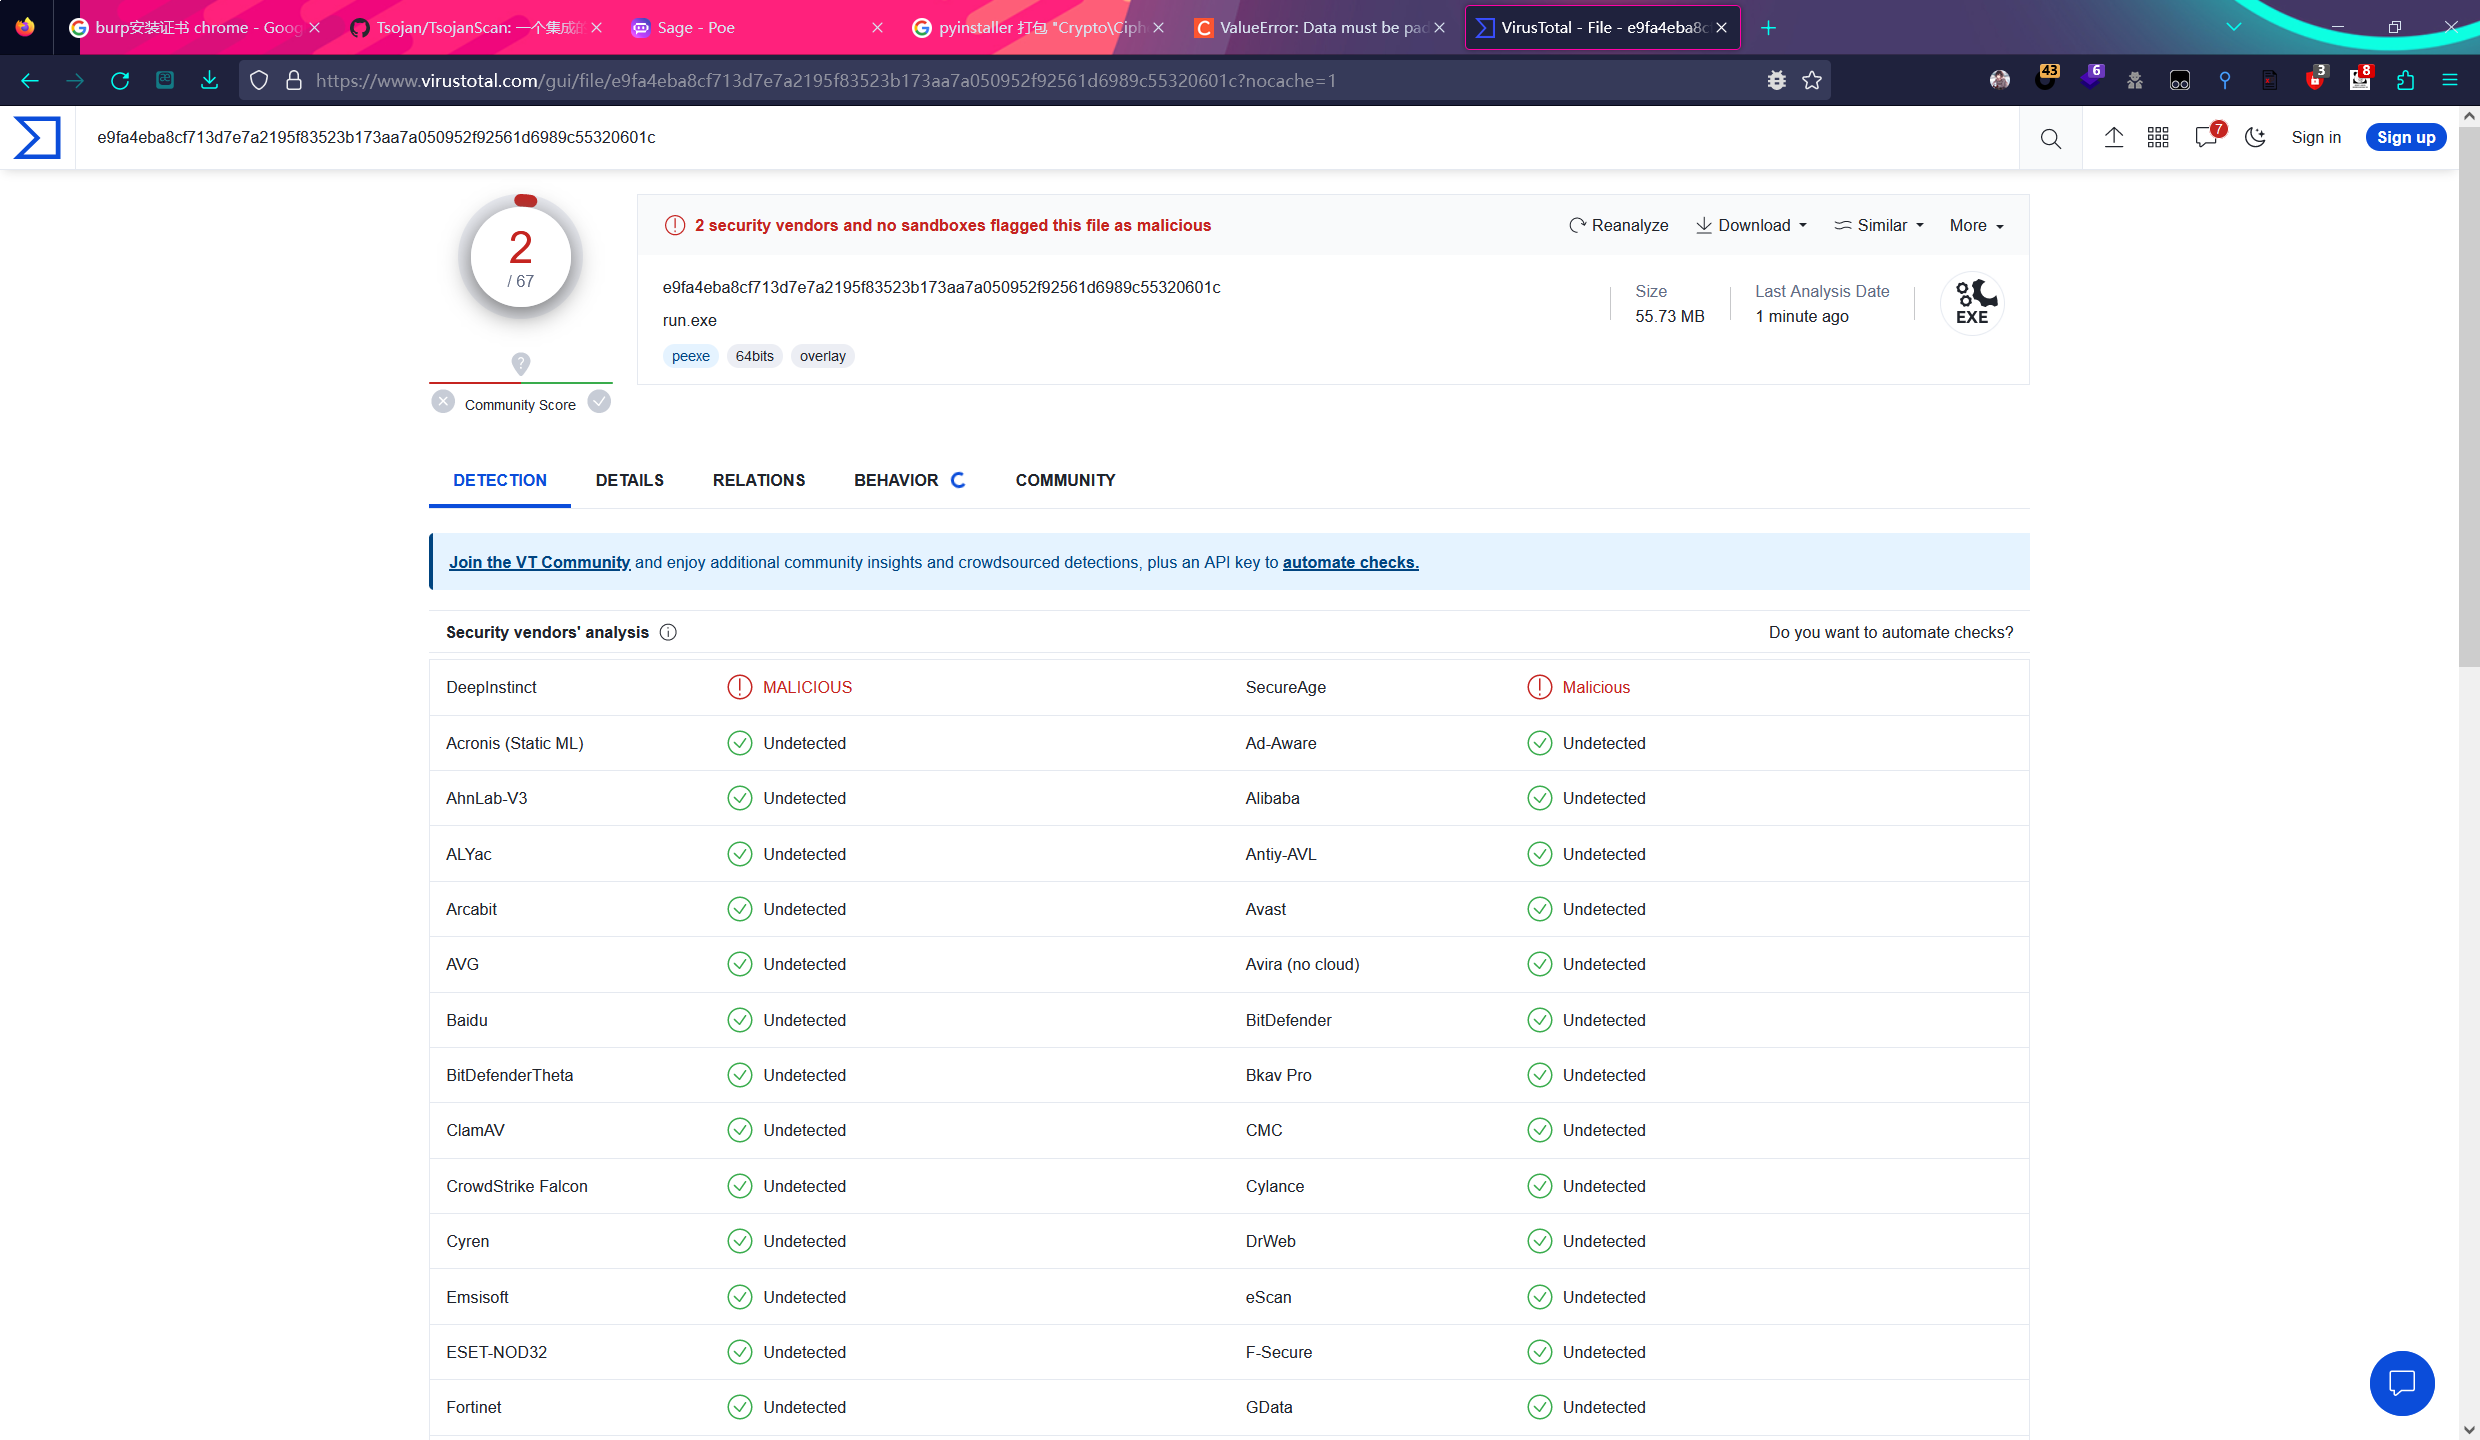 burp安装证书 chrome - Goog
Tsojan/TsojanScan: 一个集成的
Sage - Poe
pyinstaller 打包 "Crypto\Ciph
ValueError: Data must be pad
VirusTotal - File - e9fa4eba8c
https://www.virustotal.com/gui/file/e9fa4eba8cf713d7e7a2195f83523b173aa7a050952f92561d6989c55320601c?nocache=1
43
6
3
8
e9fa4eba8cf713d7e7a2195f83523b173aa7a050952f92561d6989c55320601c
7
Sign in
Sign up
2
/ 67
Community Score
2 security vendors and no sandboxes flagged this file as malicious
Reanalyze
Download
Similar
More
e9fa4eba8cf713d7e7a2195f83523b173aa7a050952f92561d6989c55320601c
run.exe
peexe
64bits
overlay
Size
55.73 MB
Last Analysis Date
1 minute ago
EXE
DETECTION
DETAILS
RELATIONS
BEHAVIOR
COMMUNITY
Join the VT Community and enjoy additional community insights and crowdsourced detections, plus an API key to automate checks.
Security vendors' analysis
Do you want to automate checks?
DeepInstinct MALICIOUS SecureAge Malicious
Acronis (Static ML) Undetected Ad-Aware Undetected
AhnLab-V3 Undetected Alibaba Undetected
ALYac Undetected Antiy-AVL Undetected
Arcabit Undetected Avast Undetected
AVG Undetected Avira (no cloud) Undetected
Baidu Undetected BitDefender Undetected
BitDefenderTheta Undetected Bkav Pro Undetected
ClamAV Undetected CMC Undetected
CrowdStrike Falcon Undetected Cylance Undetected
Cyren Undetected DrWeb Undetected
Emsisoft Undetected eScan Undetected
ESET-NOD32 Undetected F-Secure Undetected
Fortinet Undetected GData Undetected